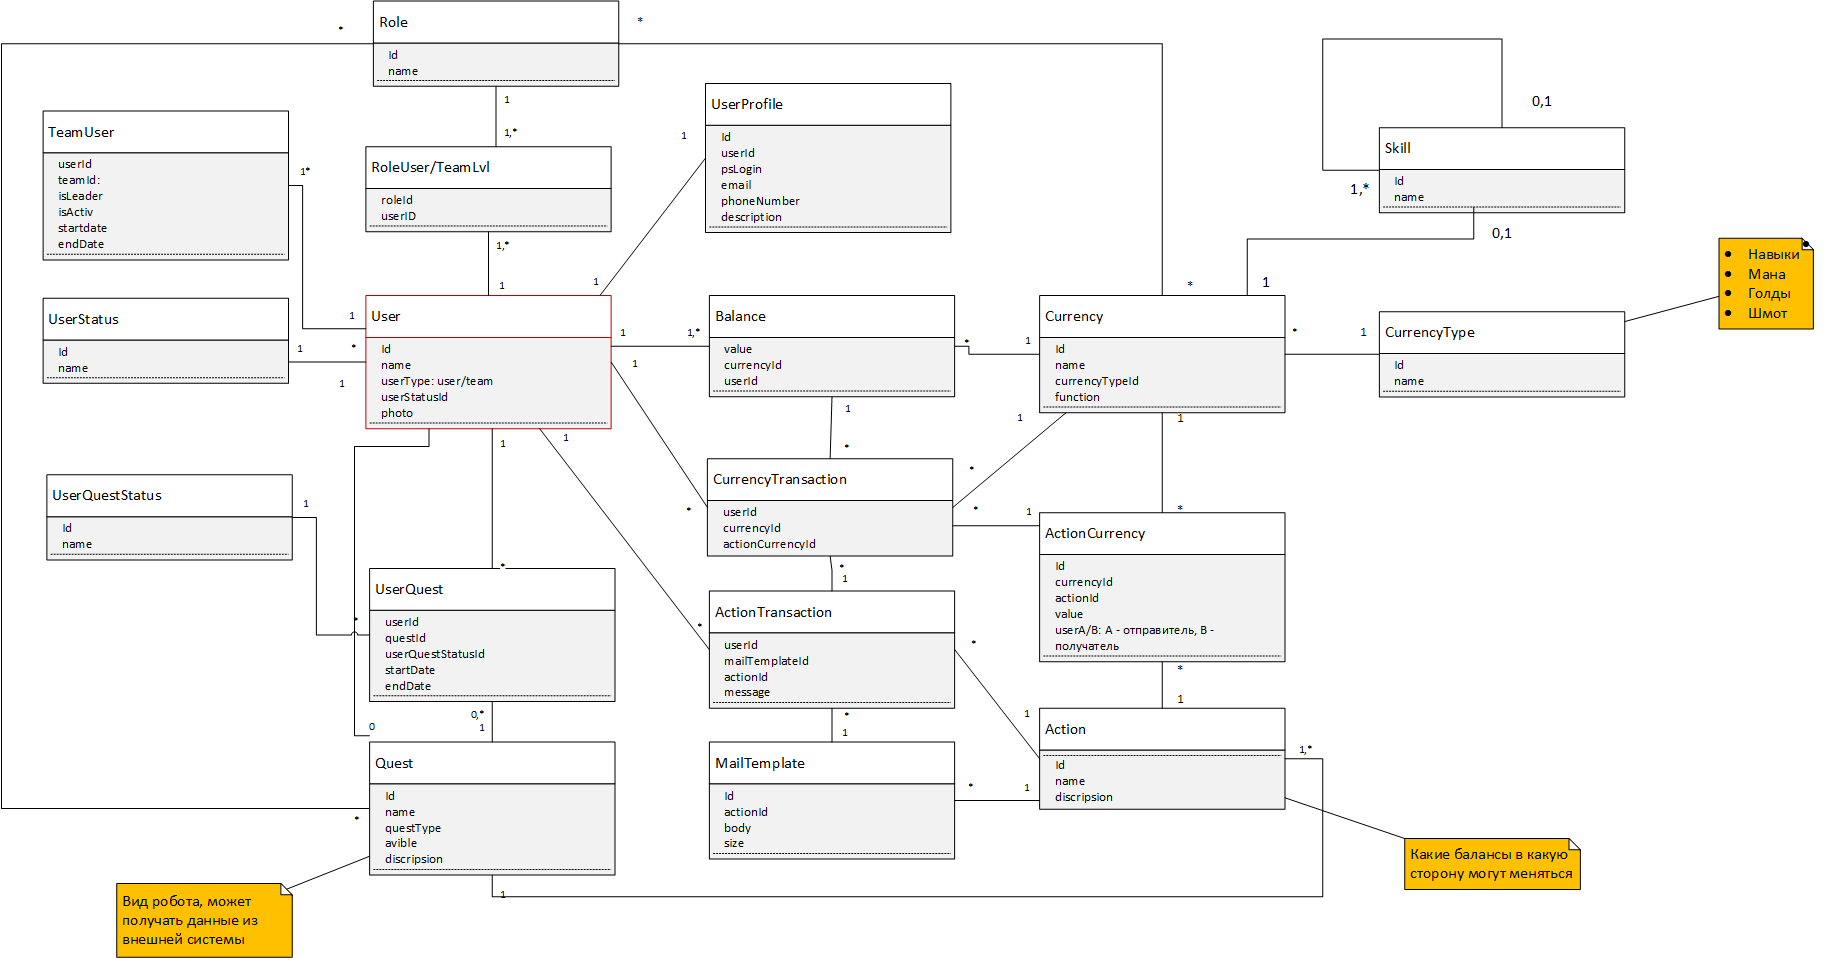 Role
Id
name
*
*
1
1,*
TeamUser
userId
teamId:
isLeader
isActiv
startdate
endDate
1*
RoleUser/TeamLvl
roleId
userID
1,*
1
UserProfile
Id
userId
psLogin
email
phoneNumber
description
1
1
Skill
Id
name
0,1
1,*
0,1
1
*
Навыки
Мана
Голды
Шмот
UserStatus
Id
name
1
1
*
1
User
Id
name
userType: user/team
userStatusId
photo
1
1,*
1
Balance
value
currencyId
userId
*
1
Currency
Id
name
currencyTypeId
function
*
1
CurrencyType
Id
name
1
*
1
*
1
1
1
*
CurrencyTransaction
userId
currencyId
actionCurrencyId
*
*
1
*
1
*
ActionCurrency
Id
currencyId
actionId
value
userA/B: A - отправитель, B -
получатель
*
1
UserQuestStatus
Id
name
1
*
UserQuest
userId
questId
userQuestStatusId
startDate
endDate
0,*
1
0
ActionTransaction
userId
mailTemplateId
actionId
message
*
*
1
*
1
Quest
Id
name
questType
avible
discripsion
*
1
MailTemplate
Id
actionId
body
size
*
1
Action
Id
name
discripsion
1,*
Какие балансы в какую
сторону могут меняться
Вид робота, может
получать данные из
внешней системы